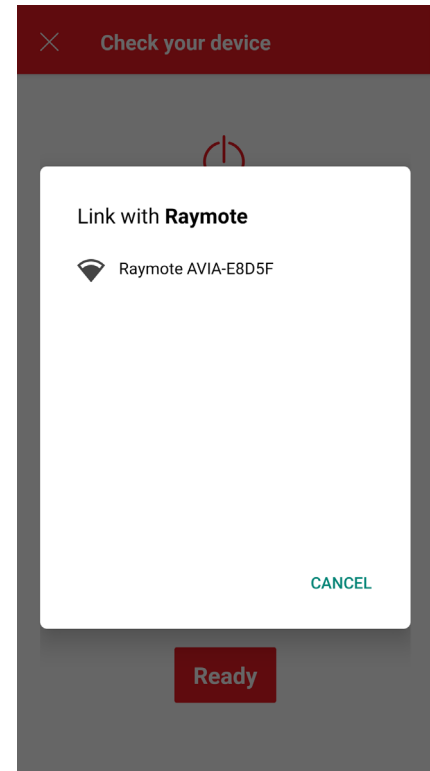 Check your device
Link with Raymote
Raymote AVIA-E8D5F
CANCEL
Ready